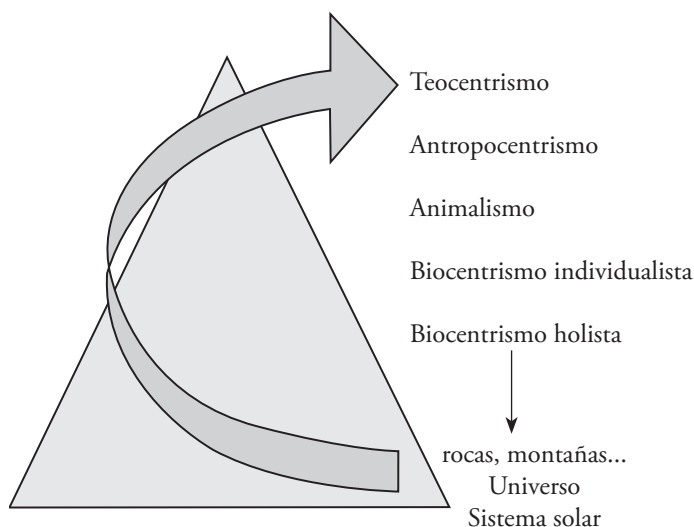 Teocentrismo
Antropocentrismo
Animalismo
Biocentrismo individualista
Biocentrismo holista
rocas, montañas...
Universo
Sistema solar